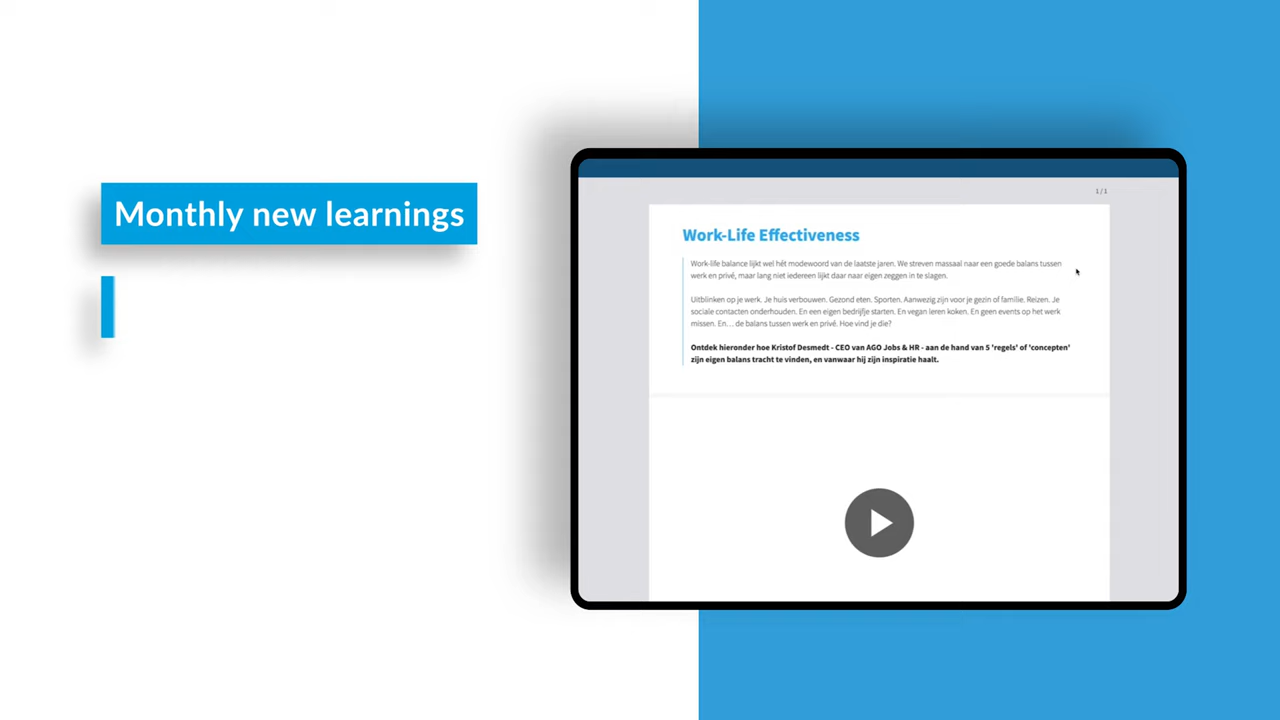 Monthly new learnings
1/1
Work-Life Effectiveness
Work-life balance lijkt wel hét modewoord van de laatste jaren. We streven massaal naar een goede balans tussen
werk en privé, maar lang niet iedereen lijkt daar naar eigen zeggen in te slagen.
Uitblinken op je werk. Je huis verbouwen. Gezond eten. Sporten. Aanwezig zijn voor je gezin of familie. Reizen. Je
sociale contacten onderhouden. En een eigen bedrijfje starten. En vegan leren koken. En geen events op het werk
missen. En... de balans tussen werk en privé. Hoe vind je die?
Ontdek hieronder hoe Kristof Desmedt - CEO van AGO Jobs & HR - aan de hand van 5 'regels' of 'concepten'
zijn eigen balans tracht te vinden, en vanwaar hij zijn inspiratie haalt.